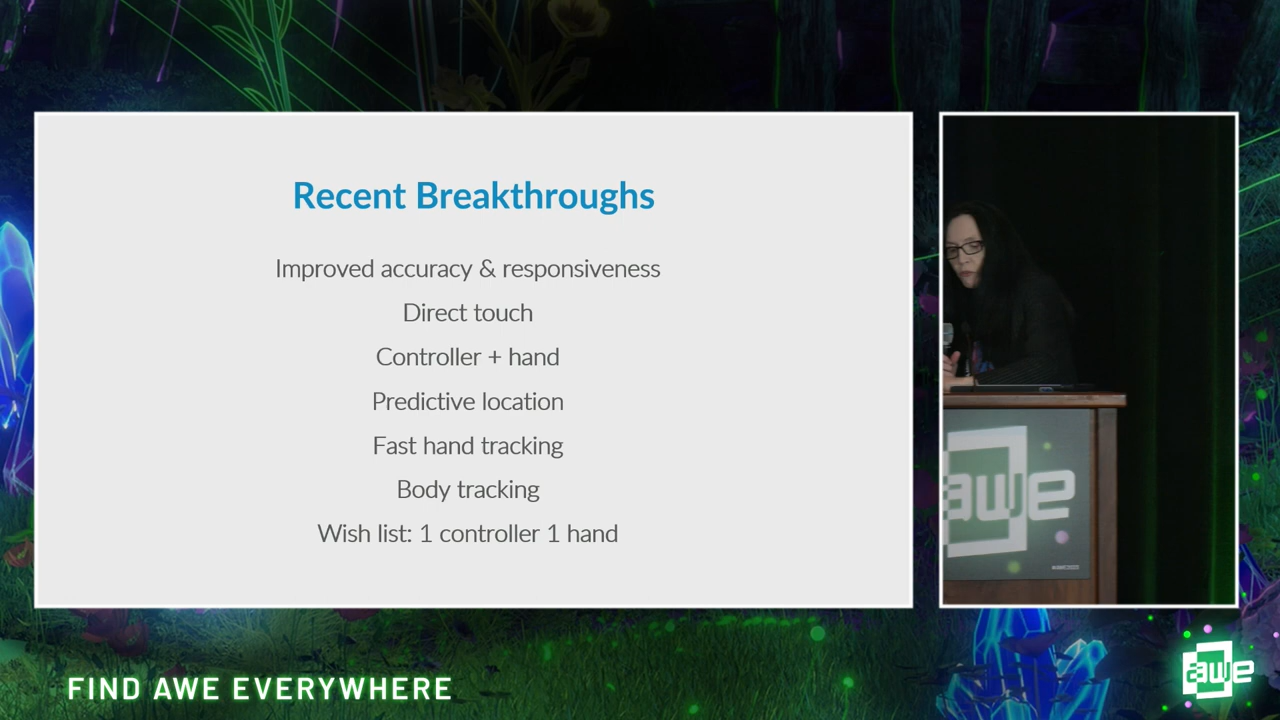 Recent Breakthroughs
Improved accuracy & responsiveness
Direct touch
Controller + hand
Predictive location
Fast hand tracking
Body tracking
Wish list: 1 controller 1 hand
awe
FIND AWE EVERYWHERE
awe